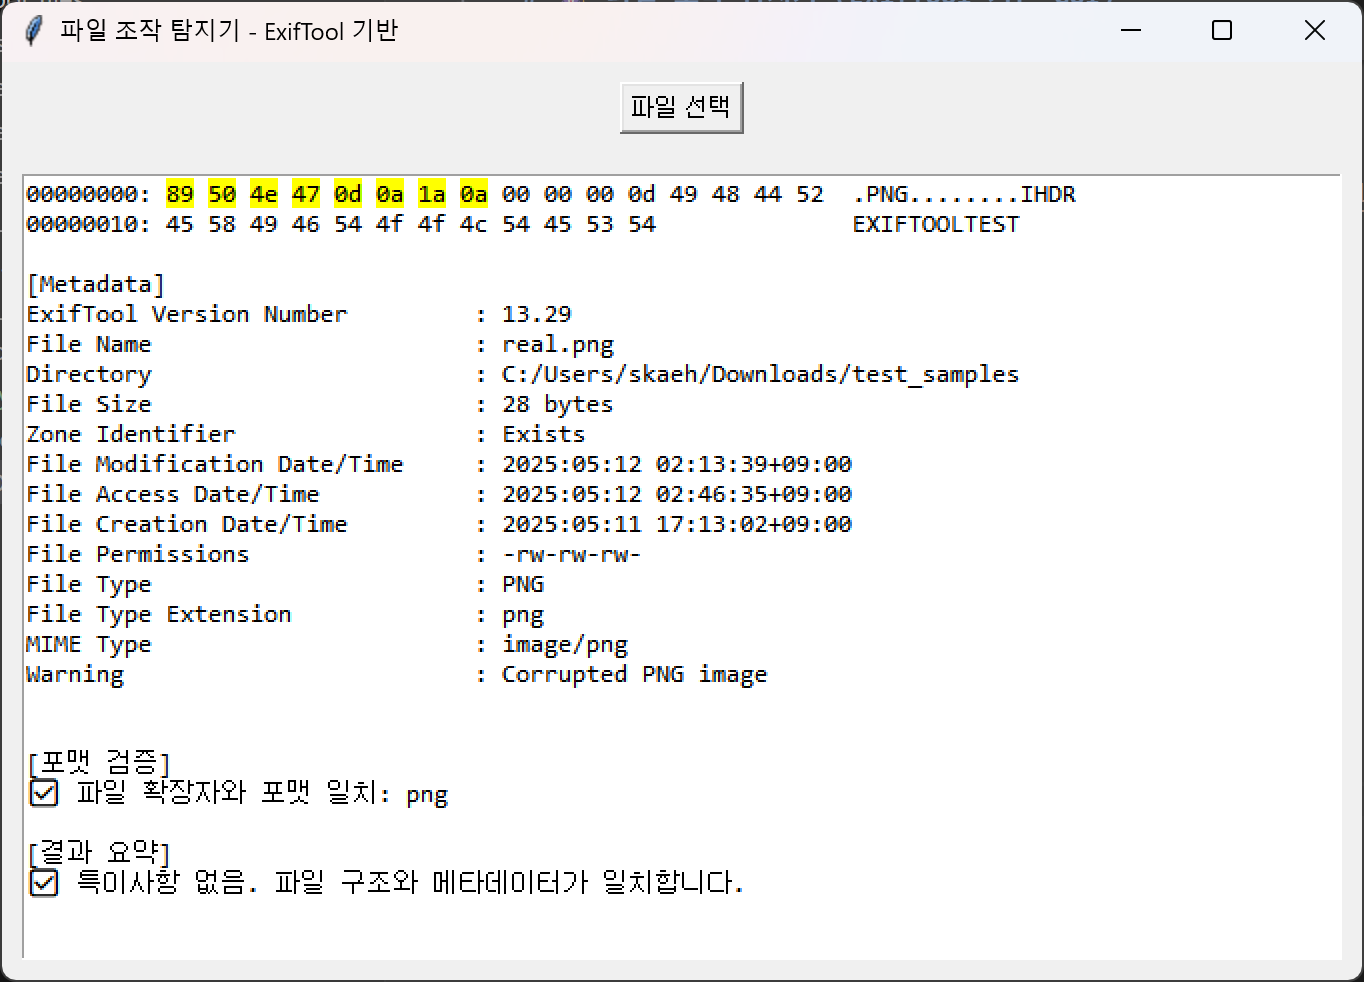 파일 조작 탐지기 - ExifTool 기반
파일 선택
00000000: 89 50 4e 47 0d 0a 1a 0a 00 00 00 0d 49 48 44 52  .PNG........IHDR
00000010: 45 58 49 46 54 4f 4f 4c 54 45 53 54              EXIFTOOLTEST
[Metadata]
ExifTool Version Number         : 13.29
File Name                       : real.png
Directory                       : C:/Users/skaeh/Downloads/test_samples
File Size                       : 28 bytes
Zone Identifier                 : Exists
File Modification Date/Time     : 2025:05:12 02:13:39+09:00
File Access Date/Time           : 2025:05:12 02:46:35+09:00
File Creation Date/Time         : 2025:05:11 17:13:02+09:00
File Permissions                : -rw-rw-rw-
File Type                       : PNG
File Type Extension             : png
MIME Type                       : image/png
Warning                         : Corrupted PNG image
[포맷 검증]
☑ 파일 확장자와 포맷 일치: png
[결과 요약]
☑ 특이사항 없음. 파일 구조와 메타데이터가 일치합니다.